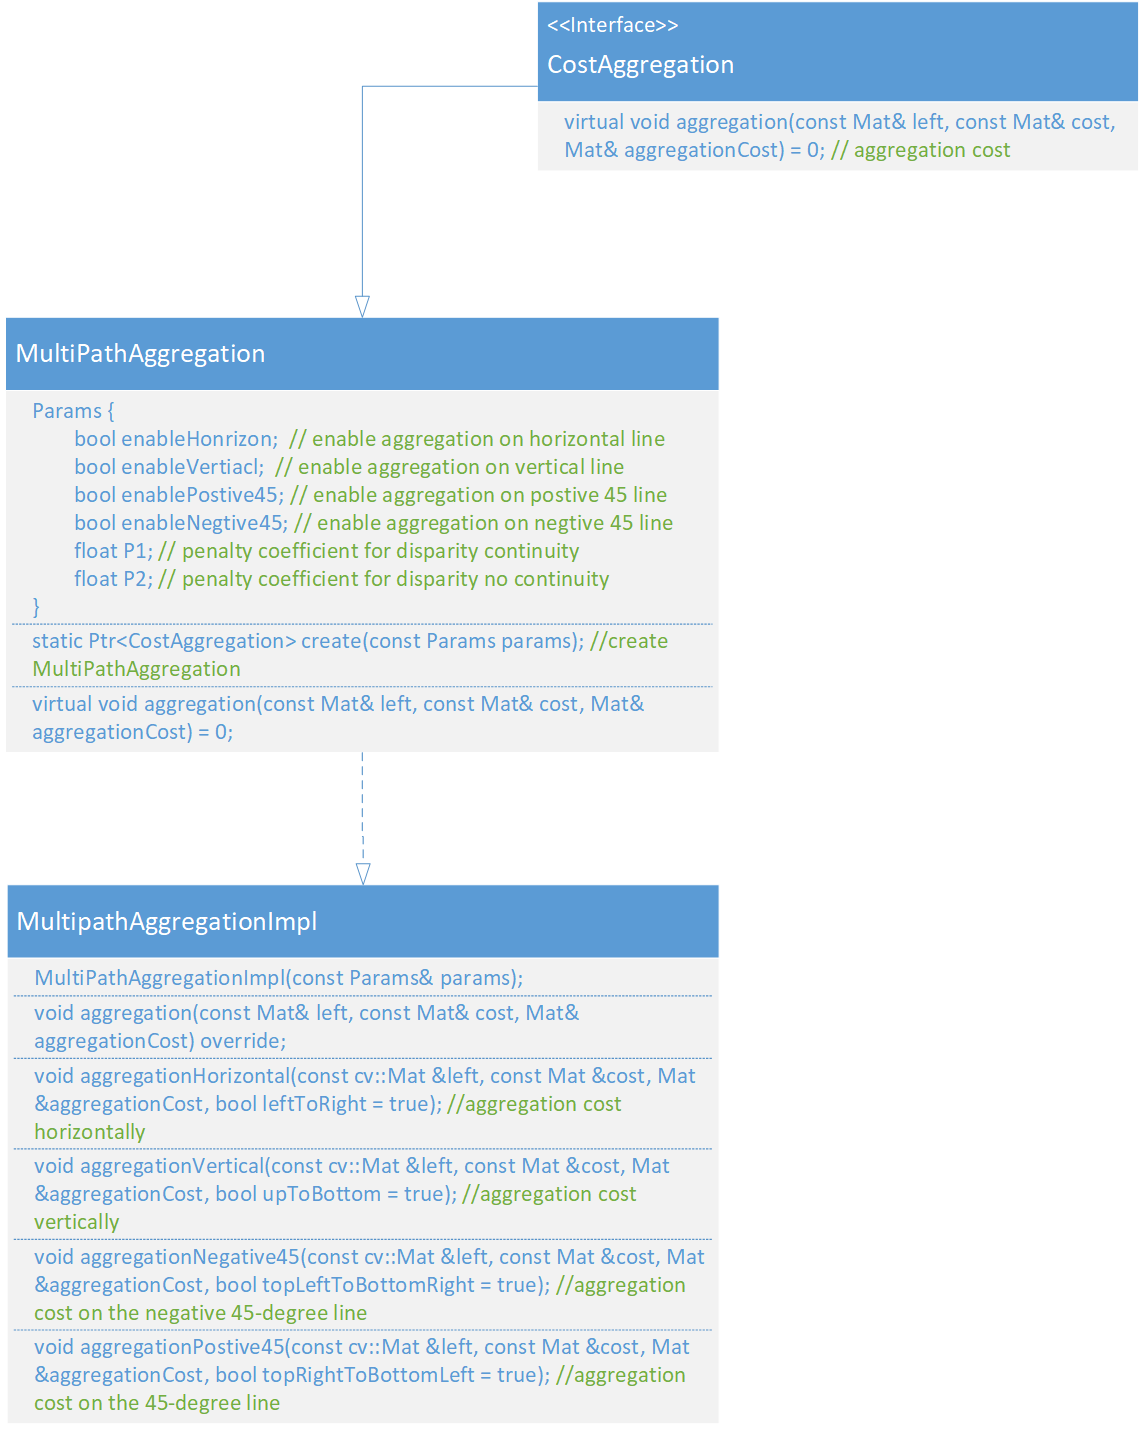 <<Interface>>
CostAggregation
virtual void aggregation(const Mat& left, const Mat& cost,
Mat& aggregationCost) = 0; // aggregation cost
MultiPathAggregation
Params {
bool enableHonrizon; // enable aggregation on horizontal line
bool enableVertiacl; // enable aggregation on vertical line
bool enablePostive45; // enable aggregation on postive 45 line
bool enableNegtive45; // enable aggregation on negtive 45 line
float P1; // penalty coefficient for disparity continuity
float P2; // penalty coefficient for disparity no continuity
}
static Ptr<CostAggregation> create(const Params params); //create
MultiPathAggregation
virtual void aggregation(const Mat& left, const Mat& cost, Mat&
aggregationCost) = 0;
MultipathAggregationImpl
MultiPathAggregationImpl(const Params& params);
void aggregation(const Mat& left, const Mat& cost, Mat&
aggregationCost) override;
void aggregationHorizontal(const cv::Mat &left, const Mat &cost, Mat
&aggregationCost, bool leftToRight = true); //aggregation cost
horizontally
void aggregationVertical(const cv::Mat &left, const Mat &cost, Mat
&aggregationCost, bool upToBottom = true); //aggregation cost
vertically
void aggregationNegative45(const cv::Mat &left, const Mat &cost, Mat
&aggregationCost, bool topLeftToBottomRight = true); //aggregation
cost on the negative 45-degree line
void aggregationPostive45(const cv::Mat &left, const Mat &cost, Mat
&aggregationCost, bool topRightToBottomLeft = true); //aggregation
cost on the 45-degree line